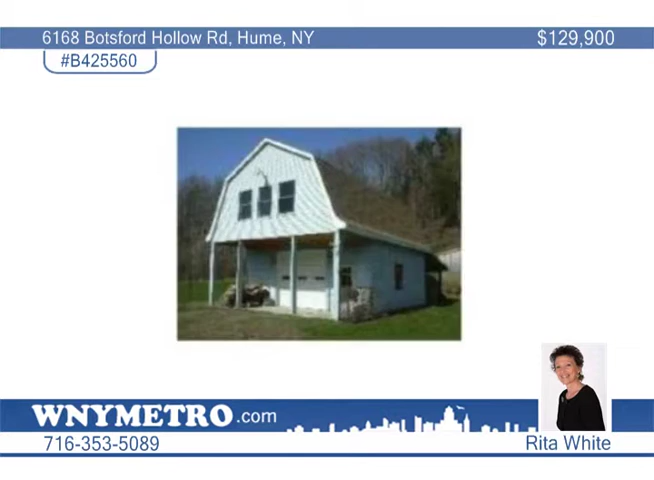 6168 Botsford Hollow Rd, Hume, NY $129,900
#B425560
WNYMETRO.com
716-353-5089 Rita White